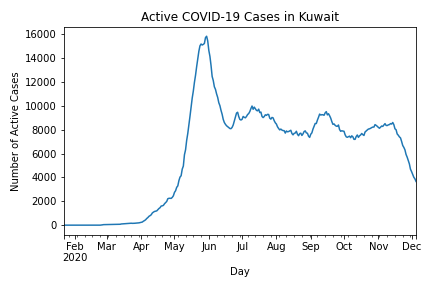 Active COVID-19 Cases in Kuwait
Number of Active Cases
16000
14000
12000
10000
8000
6000
4000
2000
0
Feb Mar Apr May Jun Jul Aug Sep Oct Nov Dec
2020
Day